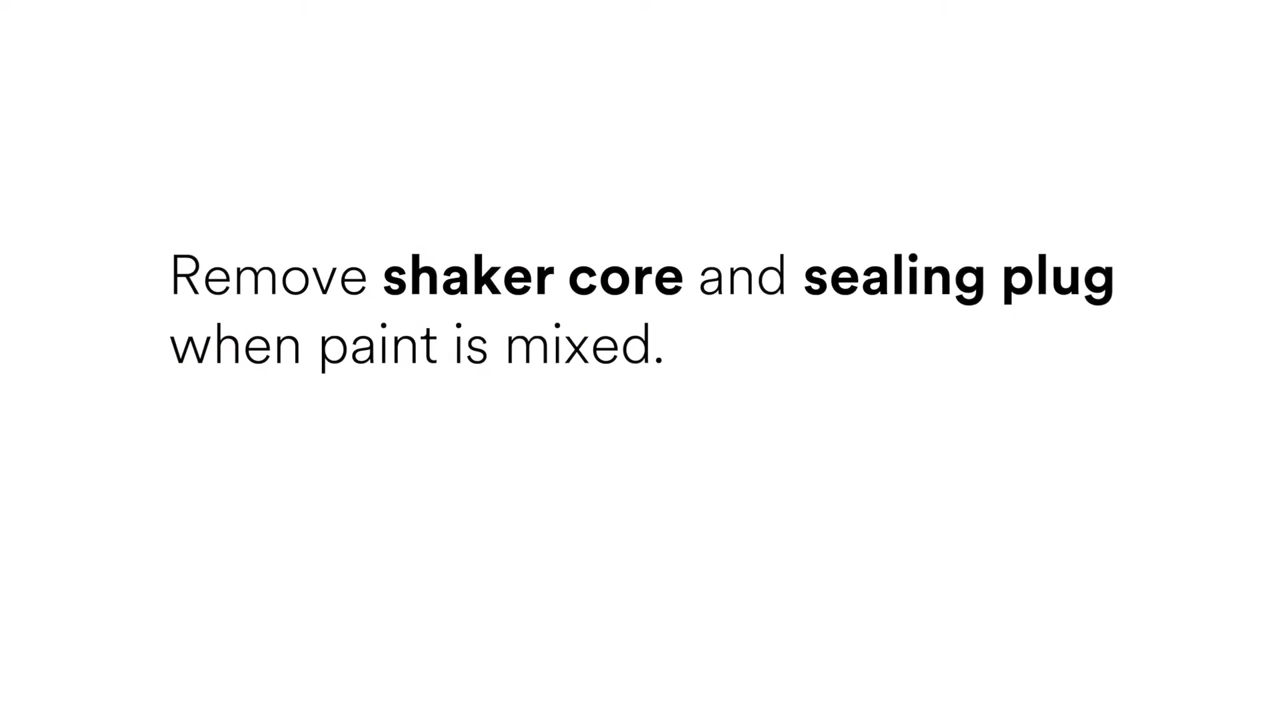 Remove shaker core and sealing plug
when paint is mixed.